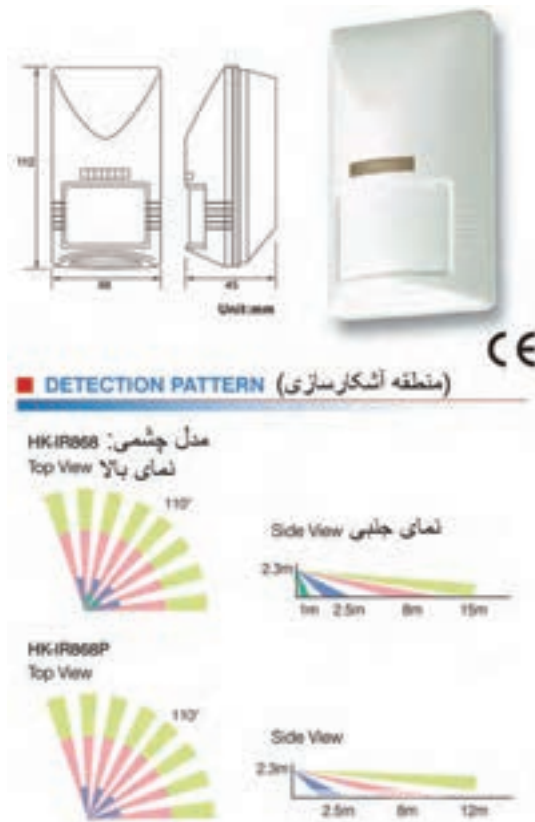 112
45
Unit:mm
CE
DETECTION PATTERN (منطقه آشکارسازی)
HK-IR868 مدل چشمی:
Top View نمای بالا
110°
Side View نمای جلبی
2.3m
1m 2.5m 8m 15m
HK-IR868P
Top View
110°
Side View
2.3m
2.5m 8m 12m